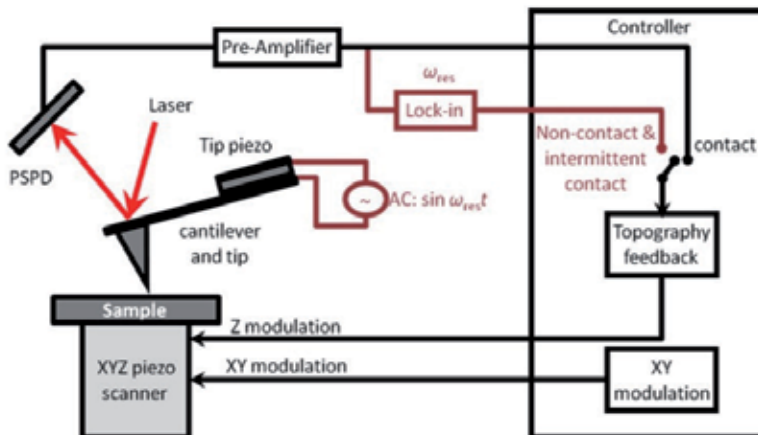 Controller
Pre-Amplifier
ω_res
Laser
Lock-in
Non-contact &
intermittent
contact
contact
Tip piezo
PSPD
~
AC: sin ω_res t
cantilever
and tip
Topography
feedback
Sample
Z modulation
XYZ piezo
scanner
XY modulation
XY
modulation